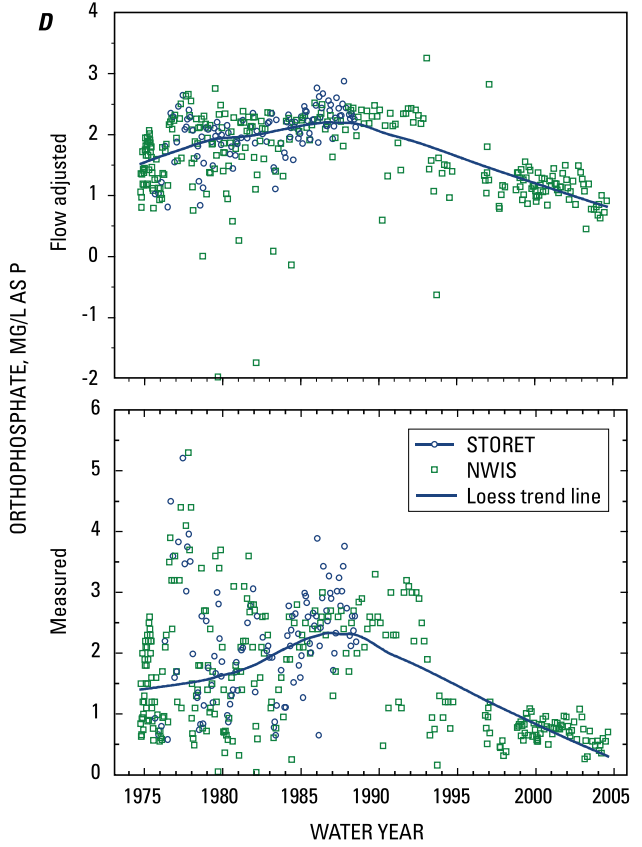 D
4
3
2
1
0
-1
-2
Flow adjusted
ORTHOPHOSPHATE, MG/L AS P
6
5
4
3
2
1
0
Measured
STORET
NWIS
Loess trend line
1975 1980 1985 1990 1995 2000 2005
WATER YEAR